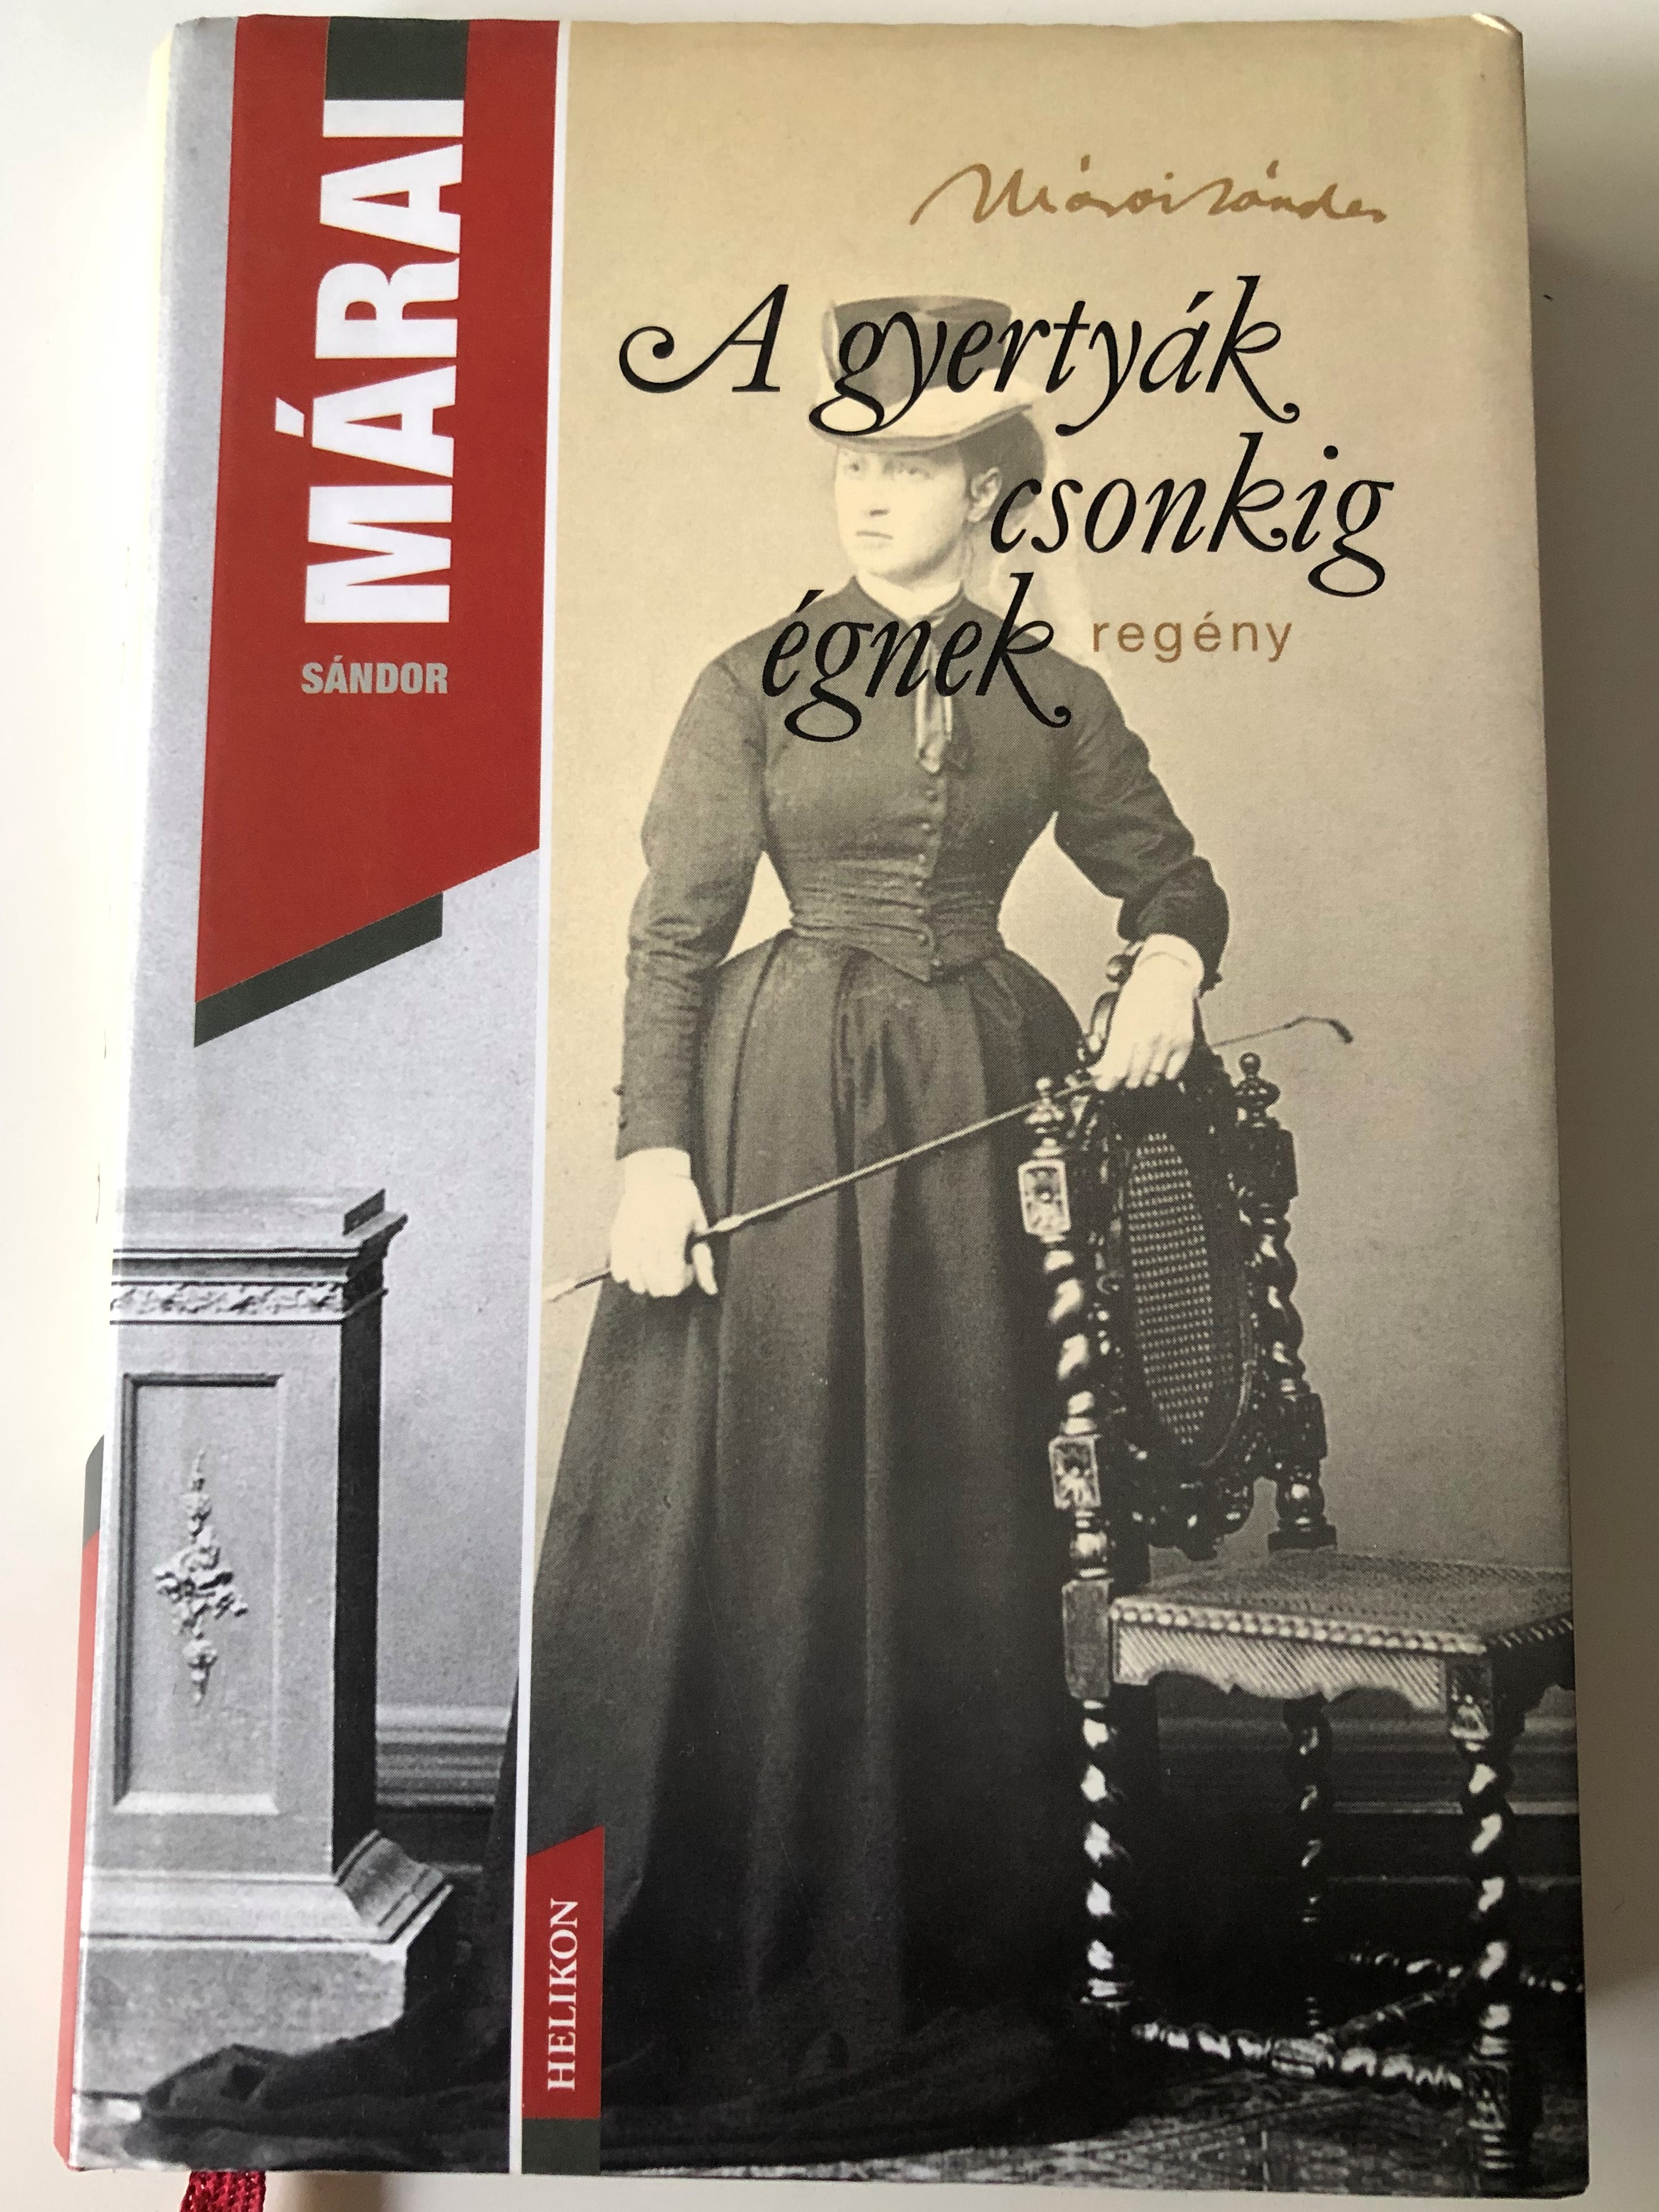 MÁRAI
SÁNDOR
Márai Sándor
A gyertyák
csonkig
égnek regény
HELIKON